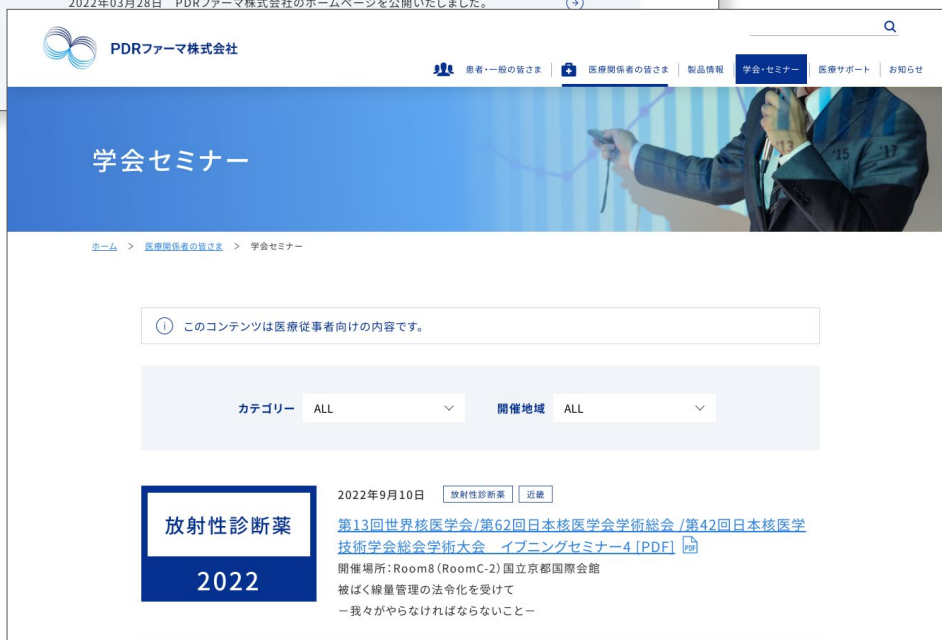 2022年03月28日　PDRファーマ株式会社のホームページを公開いたしました。
PDRファーマ株式会社
患者・一般の皆さま
医療関係者の皆さま
製品情報
学会・セミナー
医療サポート
お知らせ
学会セミナー
'13
'15
'17
ホーム > 医療関係者の皆さま > 学会セミナー
このコンテンツは医療従事者向けの内容です。
カテゴリー ALL 開催地域 ALL
放射性診断薬
2022
2022年9月10日 放射性診断薬 近畿
第13回世界核医学会/第62回日本核医学会学術総会 /第42回日本核医学
技術学会総会学術大会　イブニングセミナー4 [PDF] PDF
開催場所：Room8（RoomC-2）国立京都国際会館
被ばく線量管理の法令化を受けて
－我々がやらなければならないこと－